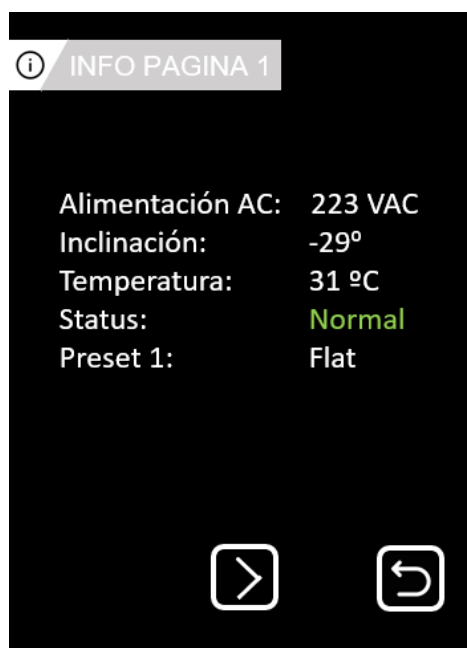 INFO PAGINA 1
Alimentación AC: 223 VAC
Inclinación: -29º
Temperatura: 31 ºC
Status: Normal
Preset 1: Flat